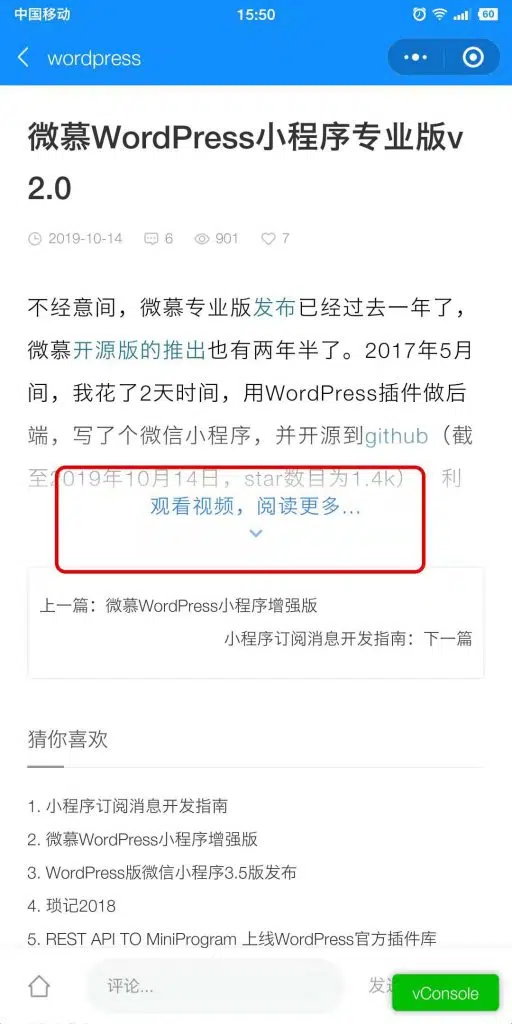 中国移动 15:50 60
wordpress
微慕WordPress小程序专业版v
2.0
2019-10-14 6 901 7
不经意间，微慕专业版发布已经过去一年了，
微慕开源版的推出也有两年半了。2017年5月
间，我花了2天时间，用WordPress插件做后
端，写了个微信小程序，并开源到github（截
至2019年10月14日，star数目为1.4k） 利
观看视频，阅读更多...
上一篇：微慕WordPress小程序增强版
小程序订阅消息开发指南：下一篇
猜你喜欢
1. 小程序订阅消息开发指南
2. 微慕WordPress小程序增强版
3. WordPress版微信小程序3.5版发布
4. 琐记2018
5. REST API TO MiniProgram 上线WordPress官方插件库
评论... 发送
vConsole